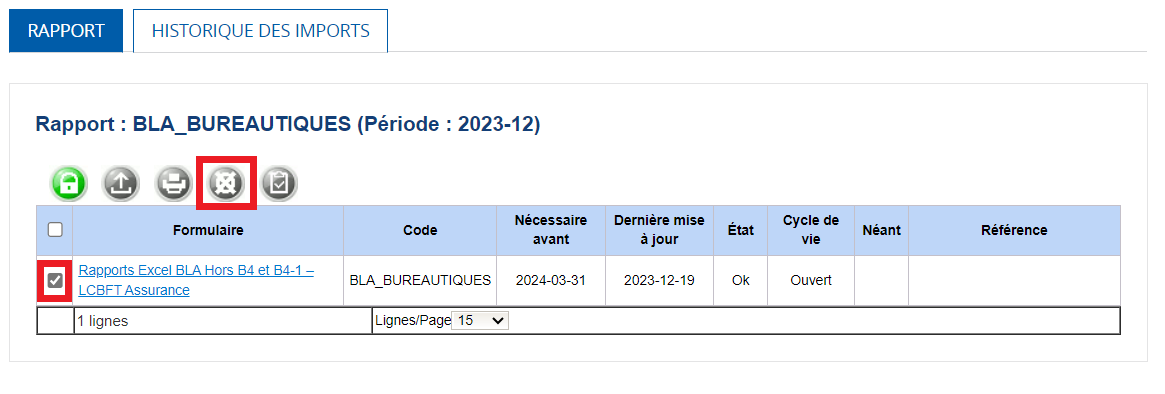 RAPPORT HISTORIQUE DES IMPORTS
Rapport : BLA_BUREAUTIQUES (Période : 2023-12)
Formulaire Code Nécessaire avant Dernière mise à jour État Cycle de vie Néant Référence
Rapports Excel BLA Hors B4 et B4-1 –
LCBFT Assurance
BLA_BUREAUTIQUES 2024-03-31 2023-12-19 Ok Ouvert
1 lignes Lignes/Page 15